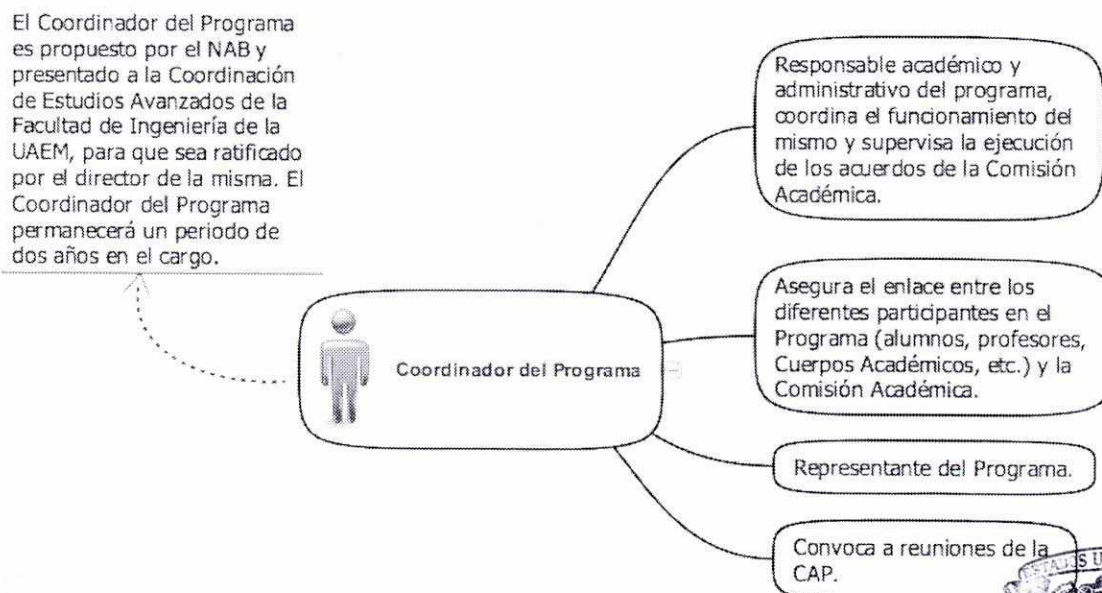 El Coordinador del Programa
es propuesto por el NAB y
presentado a la Coordinación
de Estudios Avanzados de la
Facultad de Ingeniería de la
UAEM, para que sea ratificado
por el director de la misma. El
Coordinador del Programa
permanecerá un periodo de
dos años en el cargo.
Coordinador del Programa
Responsable académico y
administrativo del programa,
coordina el funcionamiento del
mismo y supervisa la ejecución
de los acuerdos de la Comisión
Académica.
Asegura el enlace entre los
diferentes participantes en el
Programa (alumnos, profesores,
Cuerpos Académicos, etc.) y la
Comisión Académica.
Representante del Programa.
Convoca a reuniones de la
CAP.